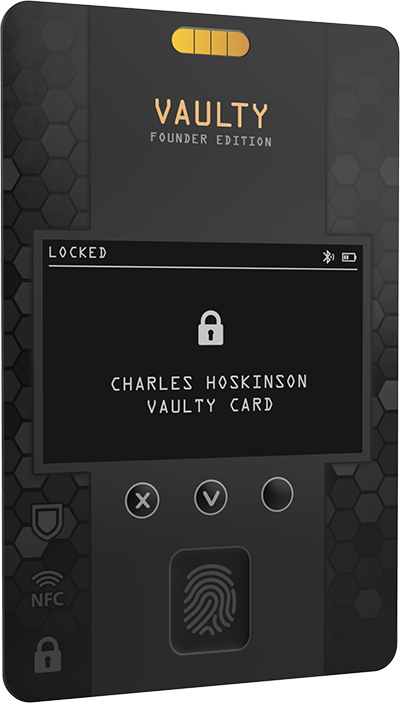 VAULTY
FOUNDER EDITION
LOCKED
CHARLES HOSKINSON
VAULTY CARD
X V
NFC